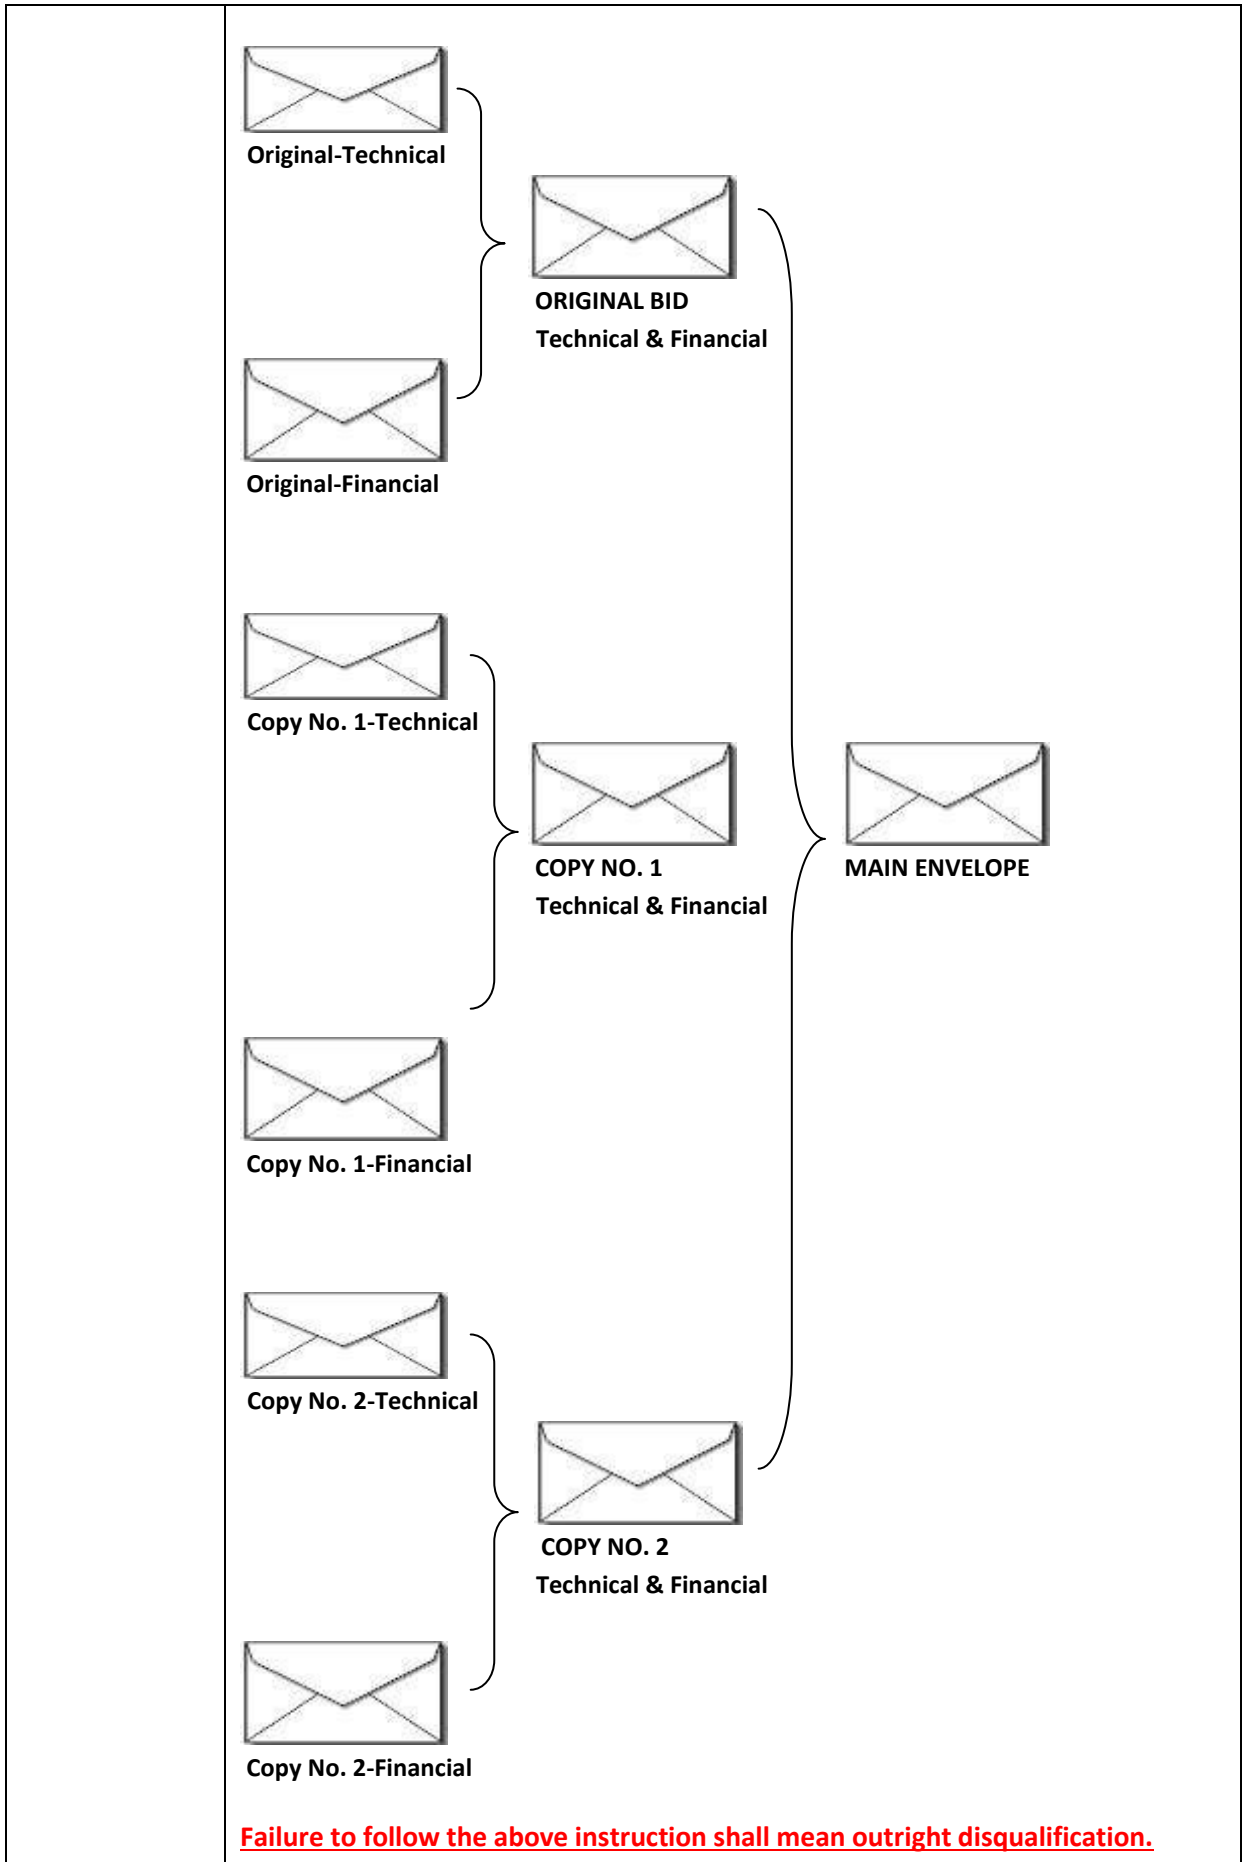 Original-Technical
ORIGINAL BID
Technical & Financial
Original-Financial
Copy No. 1-Technical
COPY NO. 1
Technical & Financial
MAIN ENVELOPE
Copy No. 1-Financial
Copy No. 2-Technical
COPY NO. 2
Technical & Financial
Copy No. 2-Financial
Failure to follow the above instruction shall mean outright disqualification.